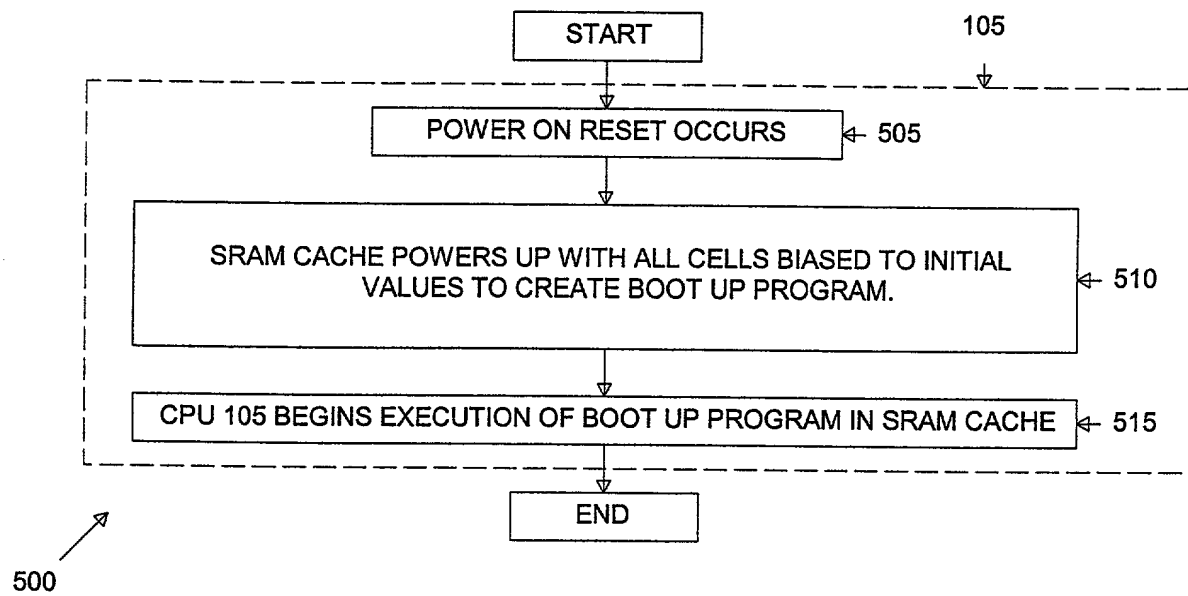 START
105
POWER ON RESET OCCURS
505
SRAM CACHE POWERS UP WITH ALL CELLS BIASED TO INITIAL
VALUES TO CREATE BOOT UP PROGRAM.
510
CPU 105 BEGINS EXECUTION OF BOOT UP PROGRAM IN SRAM CACHE
515
END
500